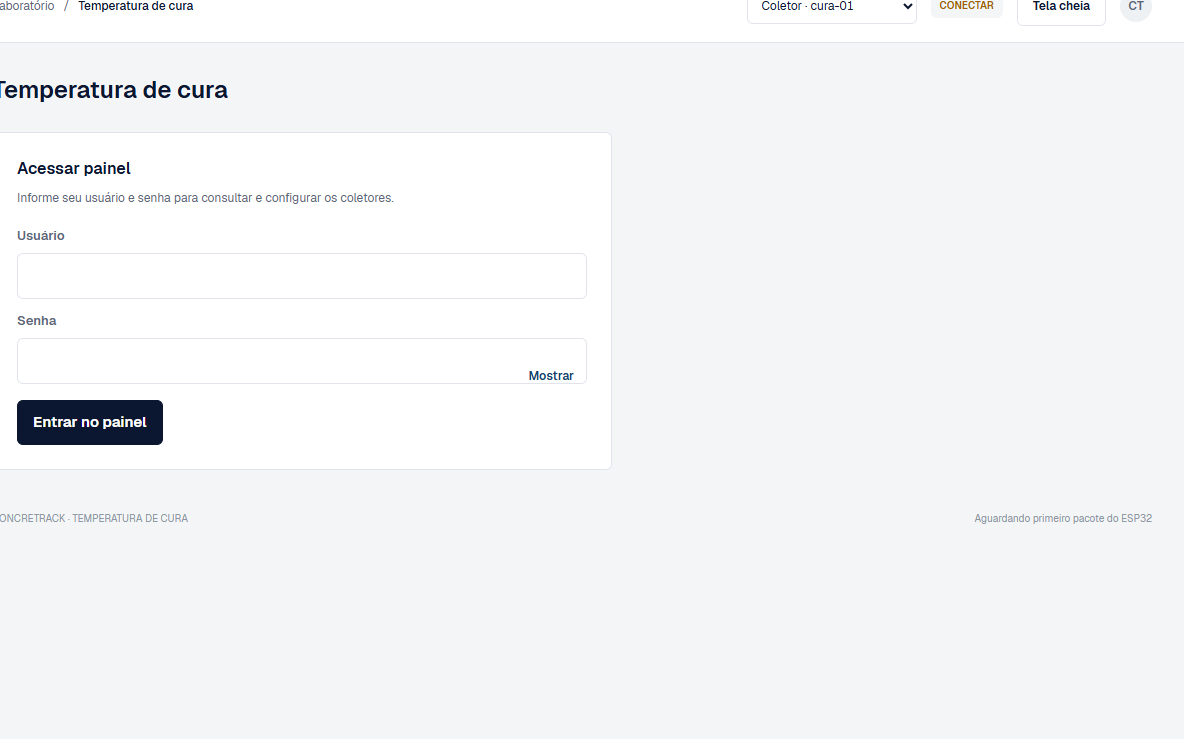 aboratório / Temperatura de cura
Coletor · cura-01
CONECTAR
Tela cheia
CT
Temperatura de cura
Acessar painel
Informe seu usuário e senha para consultar e configurar os coletores.
Usuário
Senha
Mostrar
Entrar no painel
ONCRETRACK · TEMPERATURA DE CURA
Aguardando primeiro pacote do ESP32